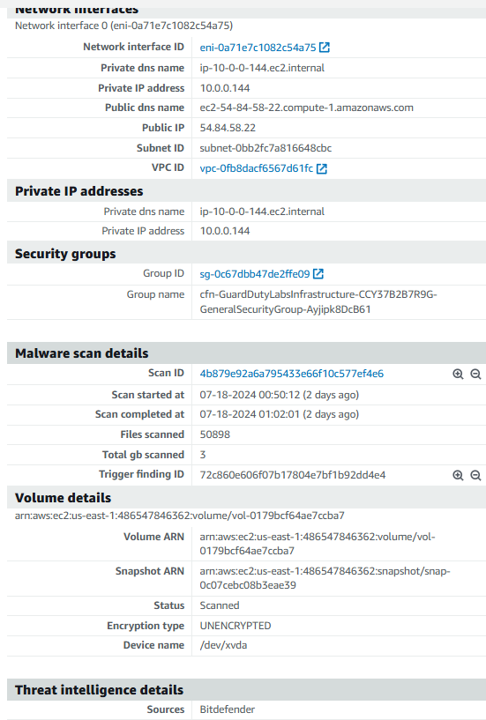 Network interfaces
Network interface 0 (eni-0a71e7c1082c54a75)
Network interface ID eni-0a71e7c1082c54a75
Private dns name ip-10-0-0-144.ec2.internal
Private IP address 10.0.0.144
Public dns name ec2-54-84-58-22.compute-1.amazonaws.com
Public IP 54.84.58.22
Subnet ID subnet-0bb2fc7a816648cbc
VPC ID vpc-0fb8dacf6567d61fc
Private IP addresses
Private dns name ip-10-0-0-144.ec2.internal
Private IP address 10.0.0.144
Security groups
Group ID sg-0c67dbb47de2ffe09
Group name cfn-GuardDutyLabsInfrastructure-CCY37B2B7R9G-
GeneralSecurityGroup-Ayjipk8DcB61
Malware scan details
Scan ID 4b879e92a6a795433e66f10c577ef4e6
Scan started at 07-18-2024 00:50:12 (2 days ago)
Scan completed at 07-18-2024 01:02:01 (2 days ago)
Files scanned 50898
Total gb scanned 3
Trigger finding ID 72c860e606f07b17804e7bf1b92dd4e4
Volume details
arn:aws:ec2:us-east-1:486547846362:volume/vol-0179bcf64ae7ccba7
Volume ARN arn:aws:ec2:us-east-1:486547846362:volume/vol-
0179bcf64ae7ccba7
Snapshot ARN arn:aws:ec2:us-east-1:486547846362:snapshot/snap-
0c07cebc08b3eae39
Status Scanned
Encryption type UNENCRYPTED
Device name /dev/xvda
Threat intelligence details
Sources Bitdefender